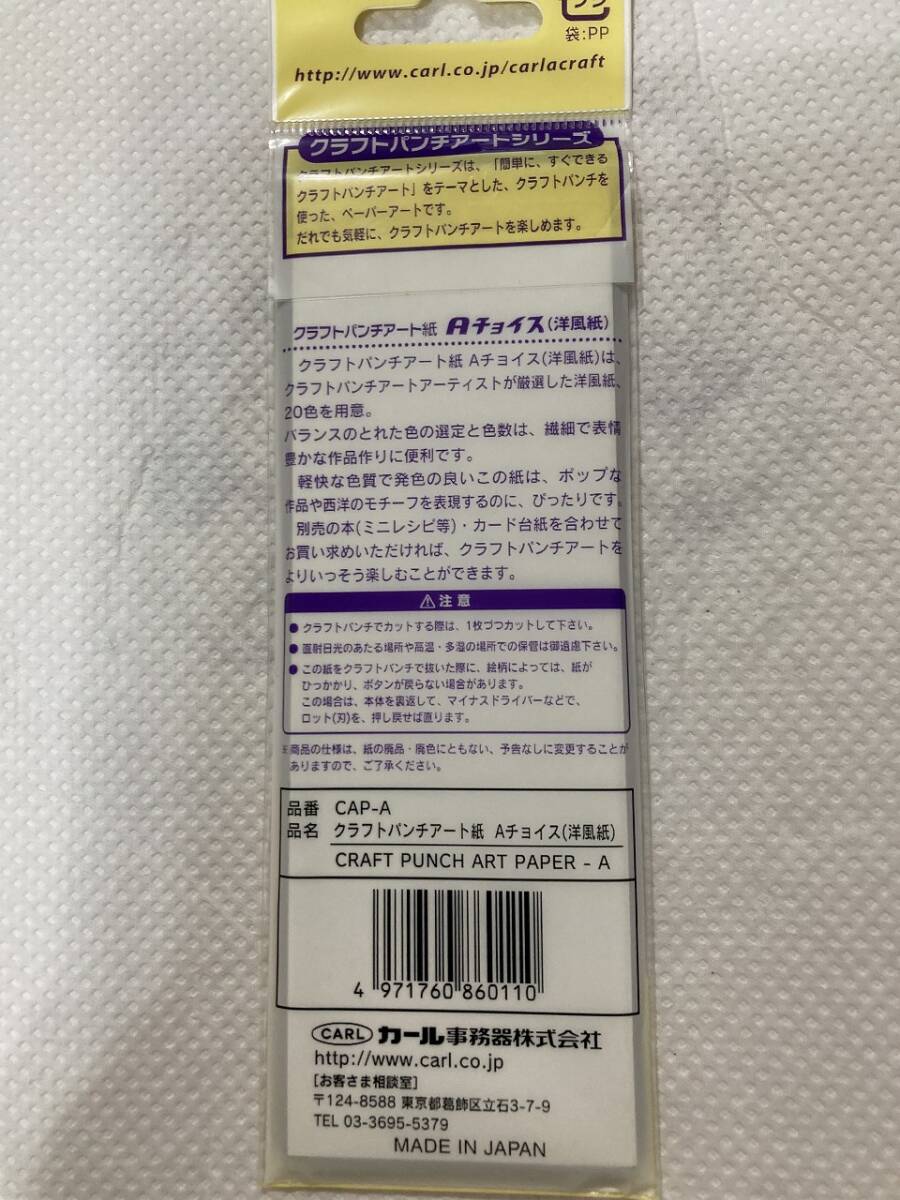 袋:PP
http://www.carl.co.jp/carlacraft
クラフトパンチアートシリーズ
クラフトパンチアートシリーズは、「簡単に、すぐできる
クラフトパンチアート」をテーマとした、クラフトパンチを
使った、ペーパーアートです。
だれでも気軽に、クラフトパンチアートを楽しめます。
クラフトパンチアート紙 Aチョイス(洋風紙)
クラフトパンチアート紙 Aチョイス(洋風紙)は、
クラフトパンチアートアーティストが厳選した洋風紙、
20色を用意。
バランスのとれた色の選定と色数は、繊細で表情
豊かな作品作りに便利です。
軽快な色質で発色の良いこの紙は、ポップな
作品や西洋のモチーフを表現するのに、ぴったりです。
別売の本(ミニレシピ等)・カード台紙を合わせて
お買い求めいただければ、クラフトパンチアートを
よりいっそう楽しむことができます。
⚠注意
●クラフトパンチでカットする際は、1枚づつカットして下さい。
●直射日光のあたる場所や高温・多湿の場所での保管は御遠慮下さい。
●この紙をクラフトパンチで抜いた際に、絵柄によっては、紙が
ひっかかり、ボタンが戻らない場合があります。
この場合は、本体を裏返して、マイナスドライバーなどで、
ロット(刃)を、押し戻せば直ります。
※商品の仕様は、紙の廃品・廃色にともない、予告なしに変更することが
ありますので、ご了承ください。
品番 CAP-A
品名 クラフトパンチアート紙 Aチョイス(洋風紙)
CRAFT PUNCH ART PAPER - A
4 971760 860110
CARL カール事務器株式会社
http://www.carl.co.jp
[お客さま相談室]
〒124-8588 東京都葛飾区立石3-7-9
TEL 03-3695-5379
MADE IN JAPAN